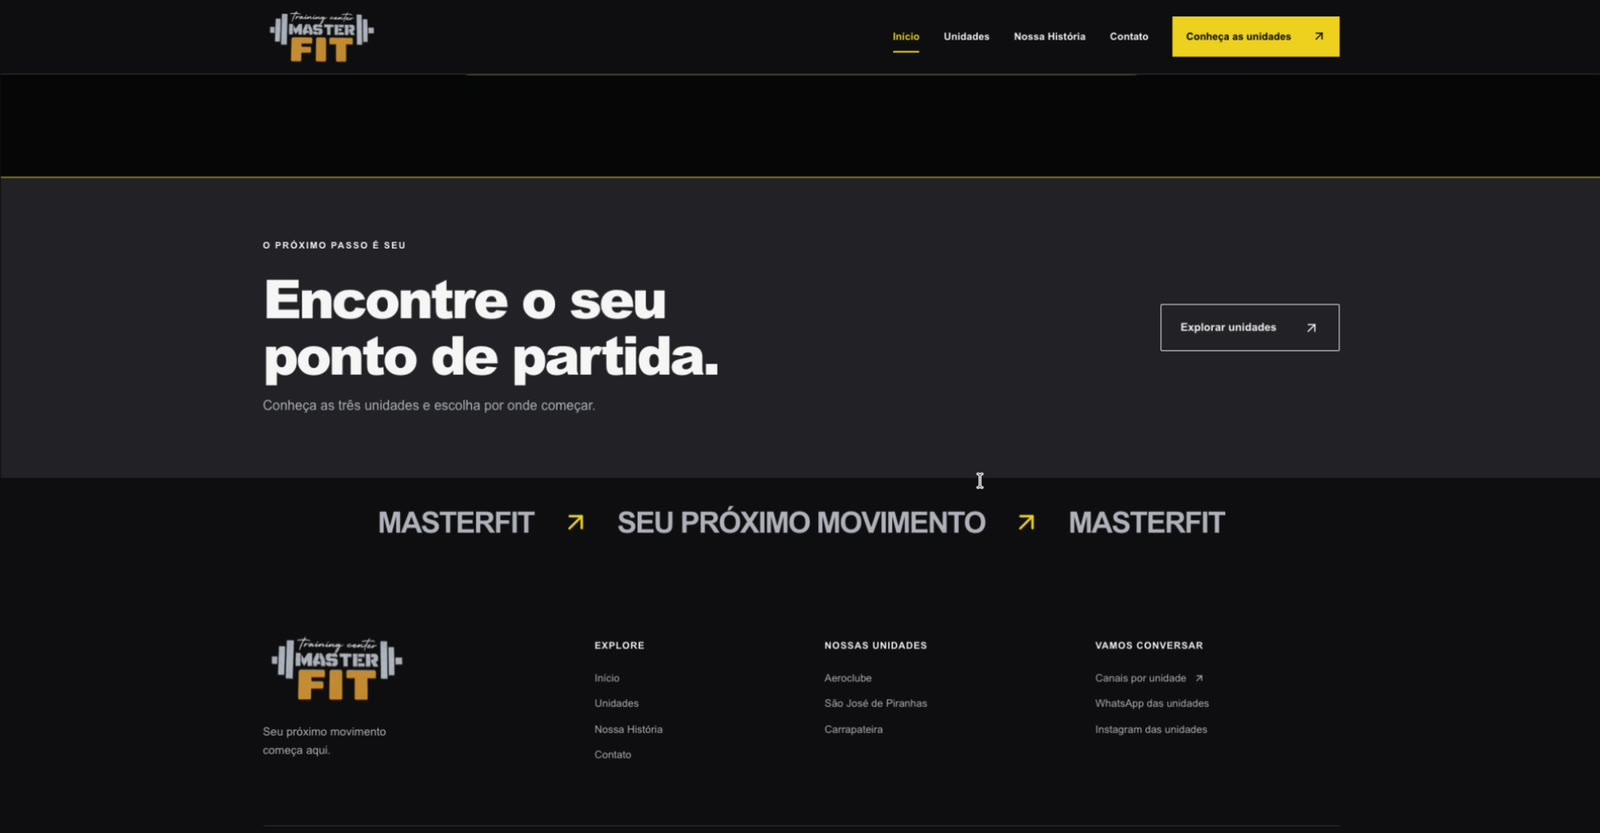 Training center
MASTER
FIT
Início
Unidades
Nossa História
Contato
Conheça as unidades
O PRÓXIMO PASSO É SEU
Encontre o seu
ponto de partida.
Conheça as três unidades e escolha por onde começar.
Explorar unidades
MASTERFIT
SEU PRÓXIMO MOVIMENTO
MASTERFIT
Training center
MASTER
FIT
Seu próximo movimento
começa aqui.
EXPLORE
Início
Unidades
Nossa História
Contato
NOSSAS UNIDADES
Aeroclube
São José de Piranhas
Carrapateira
VAMOS CONVERSAR
Canais por unidade
WhatsApp das unidades
Instagram das unidades